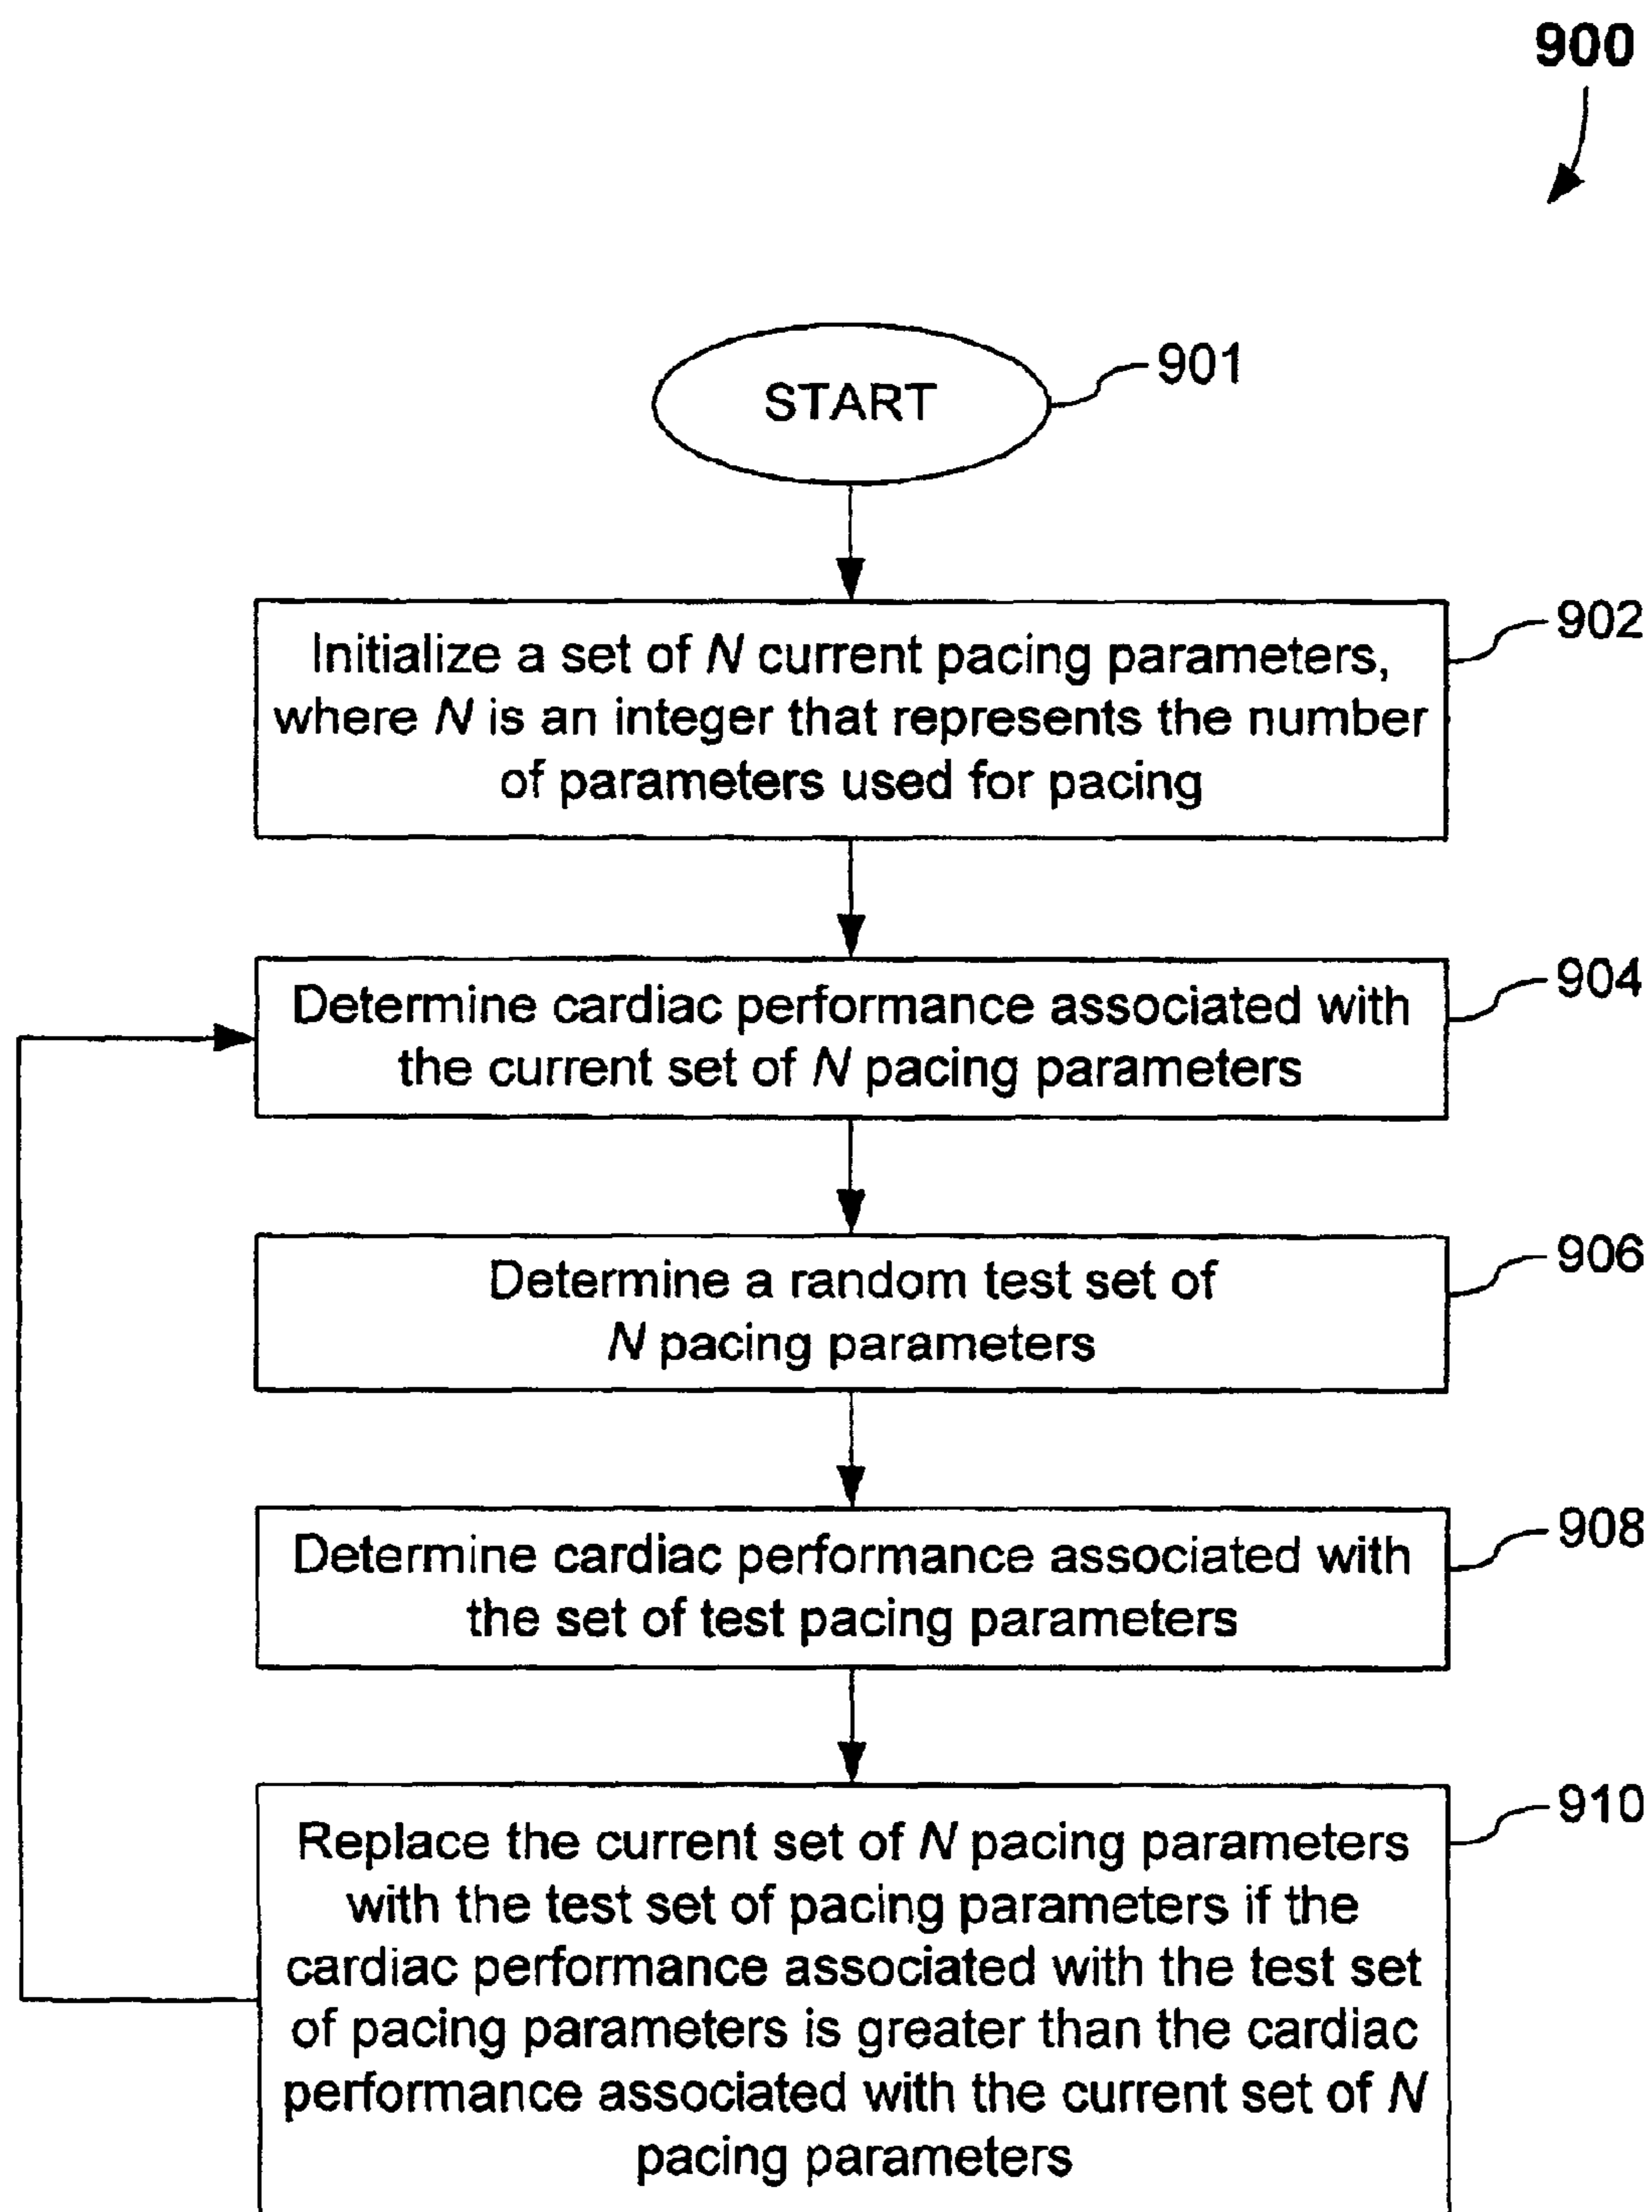 900
START
901
Initialize a set of N current pacing parameters,
where N is an integer that represents the number
of parameters used for pacing
902
Determine cardiac performance associated with
the current set of N pacing parameters
904
Determine a random test set of
N pacing parameters
906
Determine cardiac performance associated with
the set of test pacing parameters
908
Replace the current set of N pacing parameters
with the test set of pacing parameters if the
cardiac performance associated with the test set
of pacing parameters is greater than the cardiac
performance associated with the current set of N
pacing parameters
910